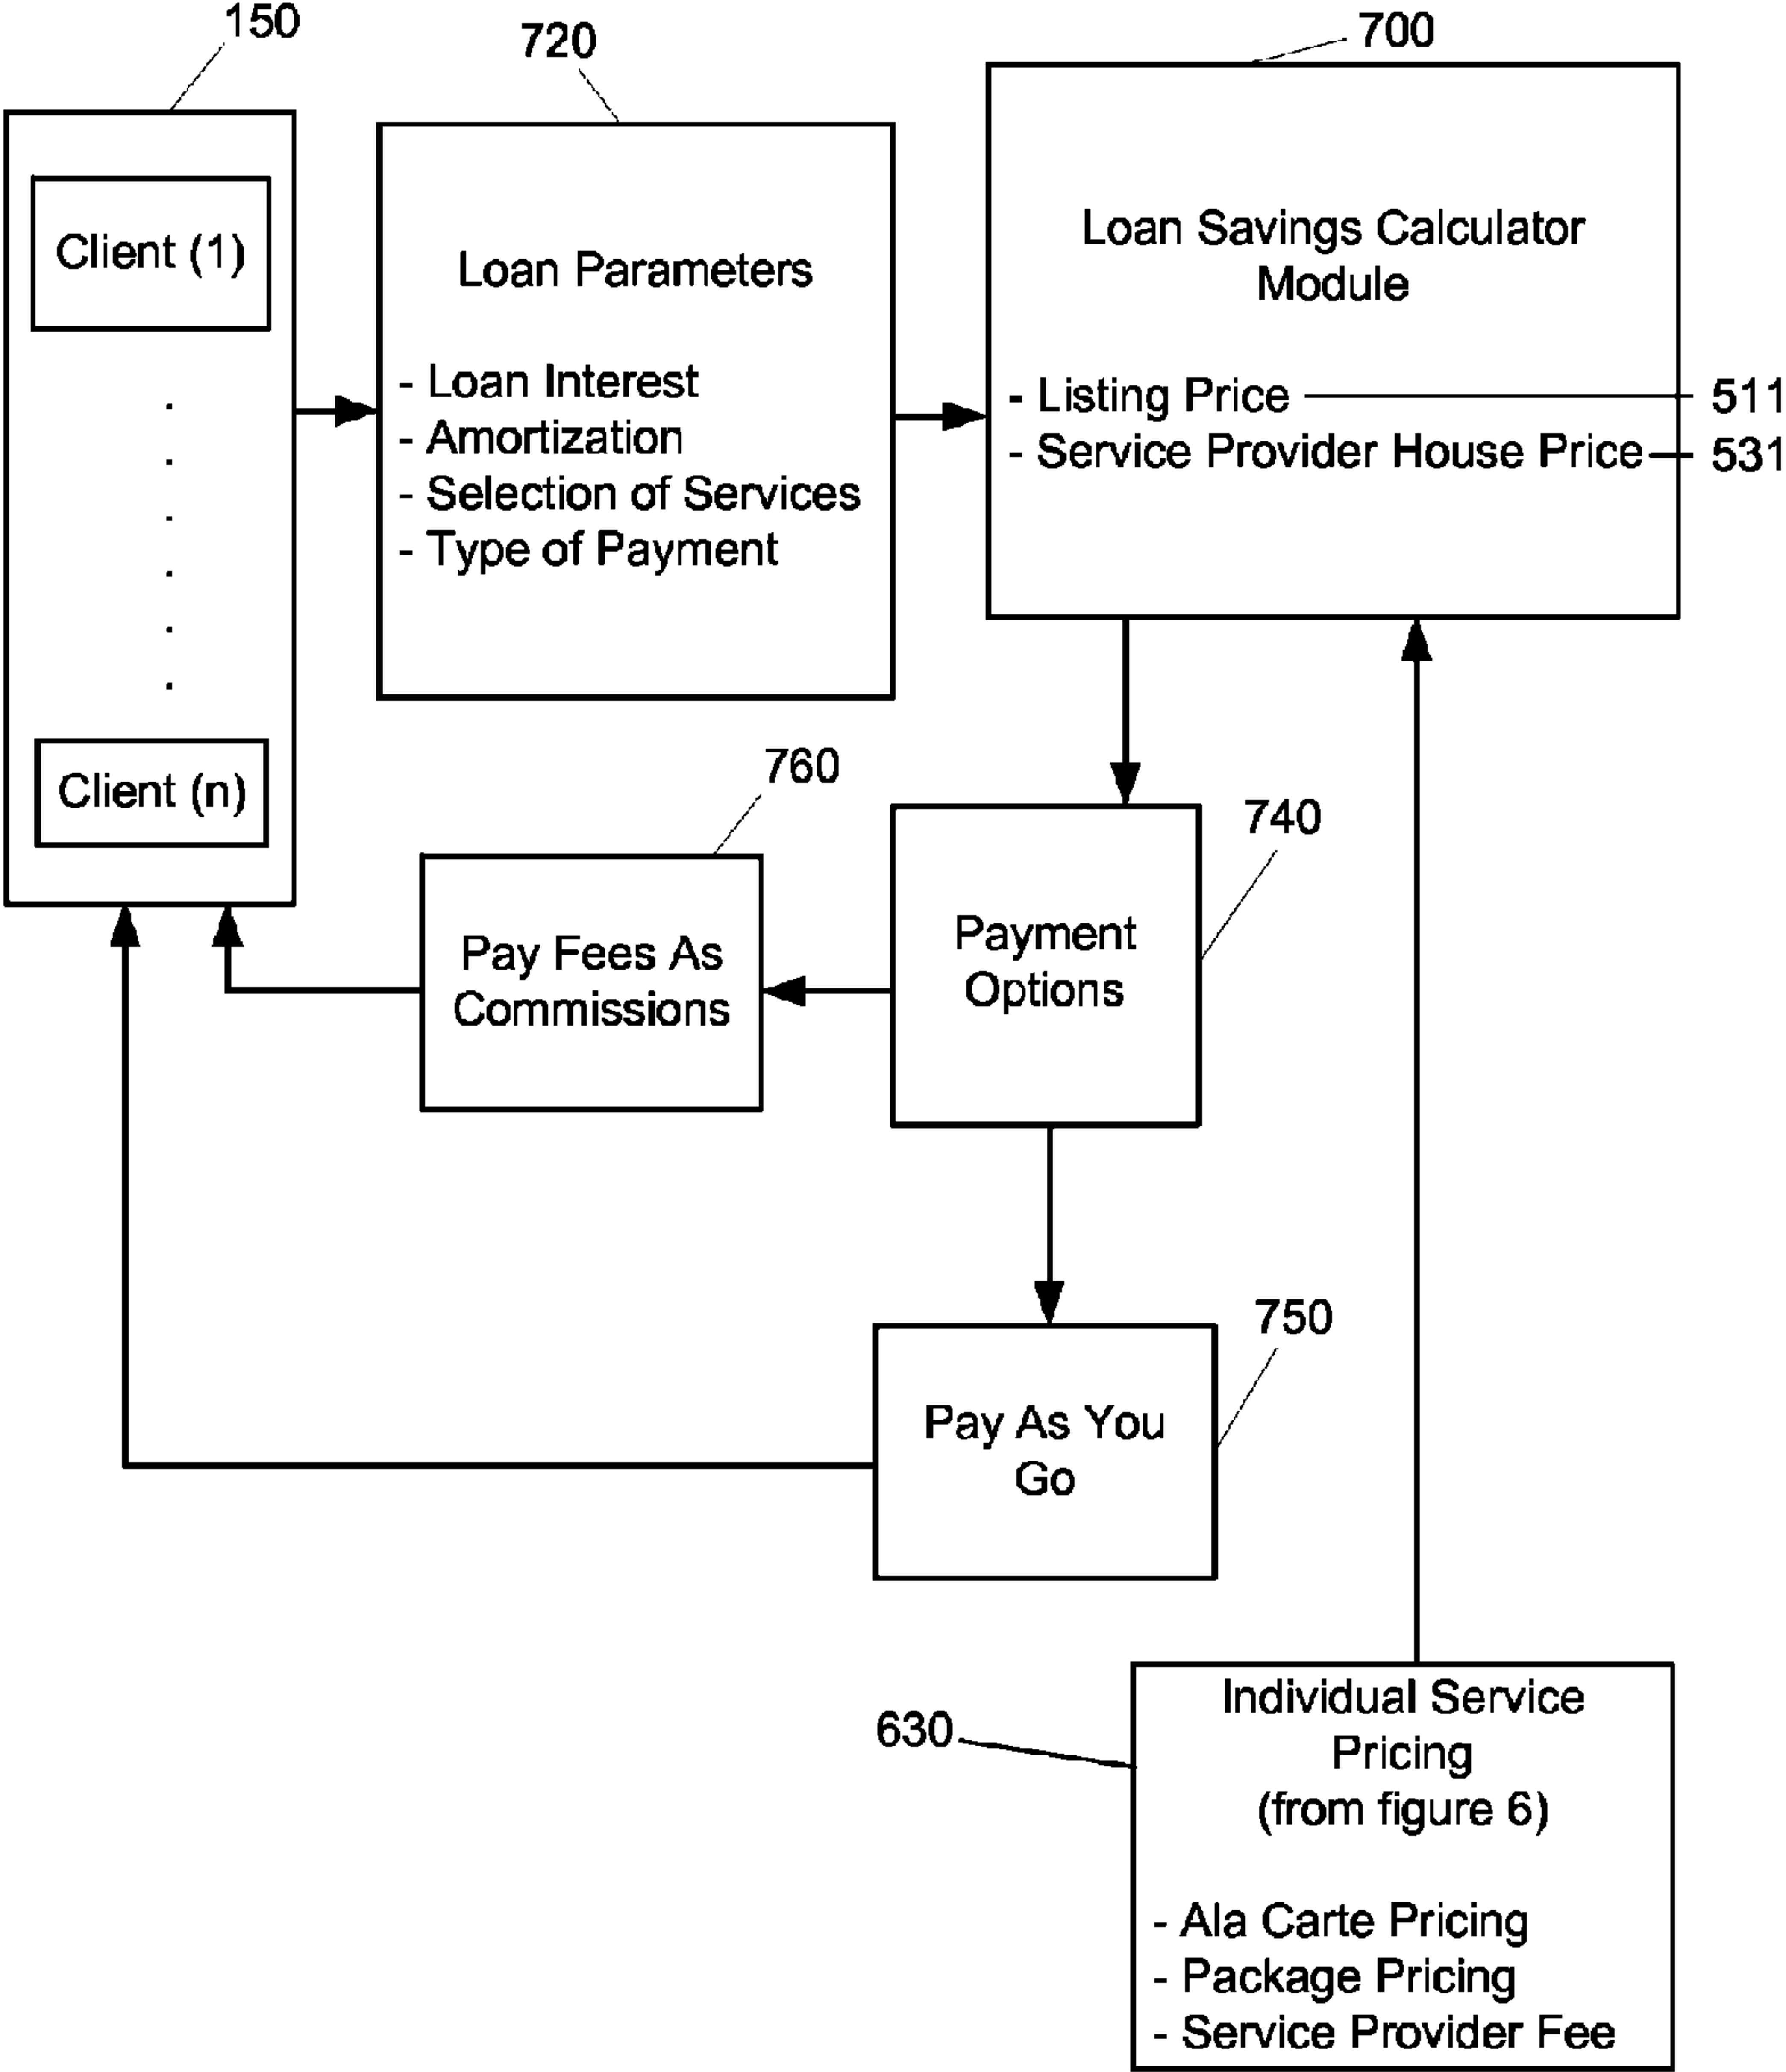 150
720
700
Client (1)
Client (n)
Loan Parameters
- Loan Interest
- Amortization
- Selection of Services
- Type of Payment
Loan Savings Calculator
Module
- Listing Price
511
- Service Provider House Price
531
760
740
Pay Fees As
Commissions
Payment
Options
750
Pay As You
Go
630
Individual Service
Pricing
(from figure 6)
- Ala Carte Pricing
- Package Pricing
- Service Provider Fee